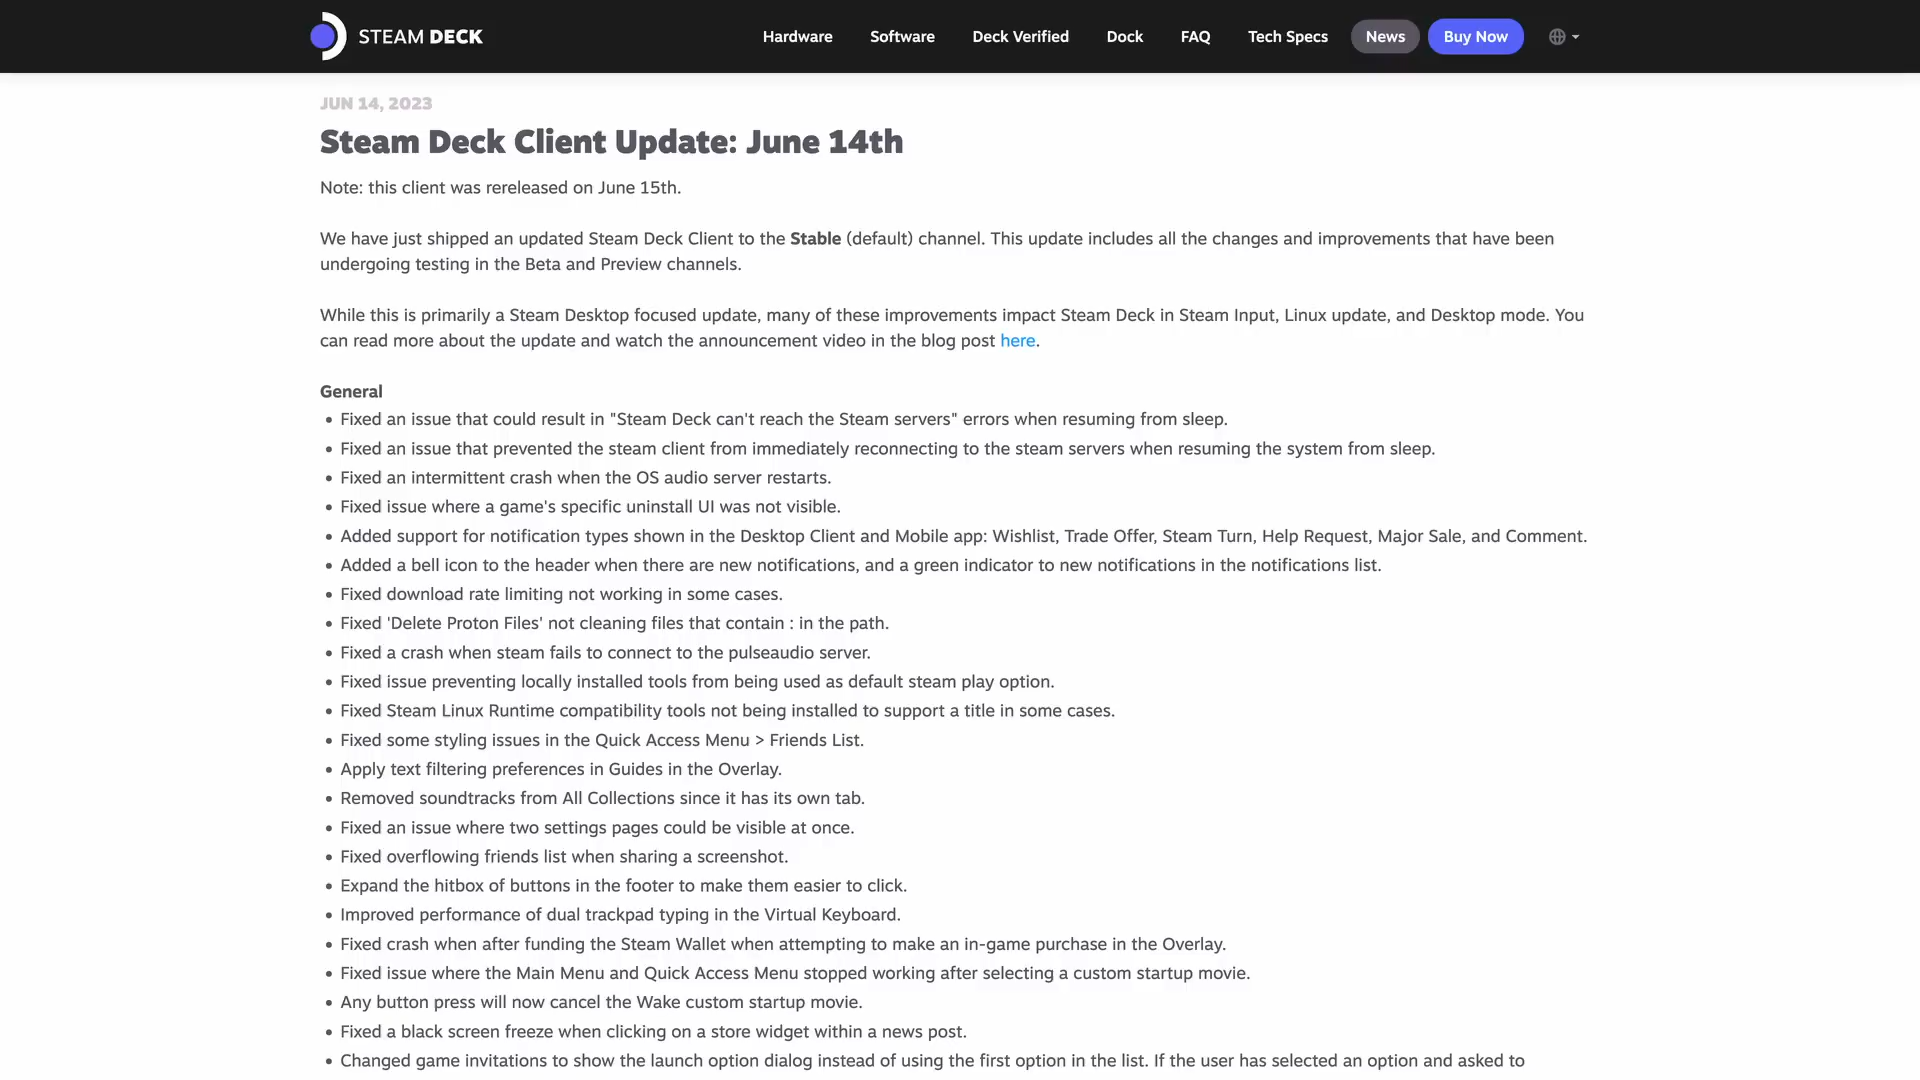 STEAM DECK
Hardware
Software
Deck Verified
Dock
FAQ
Tech Specs
News
Buy Now
JUN 14, 2023
Steam Deck Client Update: June 14th
Note: this client was rereleased on June 15th.
We have just shipped an updated Steam Deck Client to the Stable (default) channel. This update includes all the changes and improvements that have been
undergoing testing in the Beta and Preview channels.
While this is primarily a Steam Desktop focused update, many of these improvements impact Steam Deck in Steam Input, Linux update, and Desktop mode. You
can read more about the update and watch the announcement video in the blog post here.
General
• Fixed an issue that could result in "Steam Deck can't reach the Steam servers" errors when resuming from sleep.
• Fixed an issue that prevented the steam client from immediately reconnecting to the steam servers when resuming the system from sleep.
• Fixed an intermittent crash when the OS audio server restarts.
• Fixed issue where a game's specific uninstall UI was not visible.
• Added support for notification types shown in the Desktop Client and Mobile app: Wishlist, Trade Offer, Steam Turn, Help Request, Major Sale, and Comment.
• Added a bell icon to the header when there are new notifications, and a green indicator to new notifications in the notifications list.
• Fixed download rate limiting not working in some cases.
• Fixed 'Delete Proton Files' not cleaning files that contain : in the path.
• Fixed a crash when steam fails to connect to the pulseaudio server.
• Fixed issue preventing locally installed tools from being used as default steam play option.
• Fixed Steam Linux Runtime compatibility tools not being installed to support a title in some cases.
• Fixed some styling issues in the Quick Access Menu > Friends List.
• Apply text filtering preferences in Guides in the Overlay.
• Removed soundtracks from All Collections since it has its own tab.
• Fixed an issue where two settings pages could be visible at once.
• Fixed overflowing friends list when sharing a screenshot.
• Expand the hitbox of buttons in the footer to make them easier to click.
• Improved performance of dual trackpad typing in the Virtual Keyboard.
• Fixed crash when after funding the Steam Wallet when attempting to make an in-game purchase in the Overlay.
• Fixed issue where the Main Menu and Quick Access Menu stopped working after selecting a custom startup movie.
• Any button press will now cancel the Wake custom startup movie.
• Fixed a black screen freeze when clicking on a store widget within a news post.
• Changed game invitations to show the launch option dialog instead of using the first option in the list. If the user has selected an option and asked to